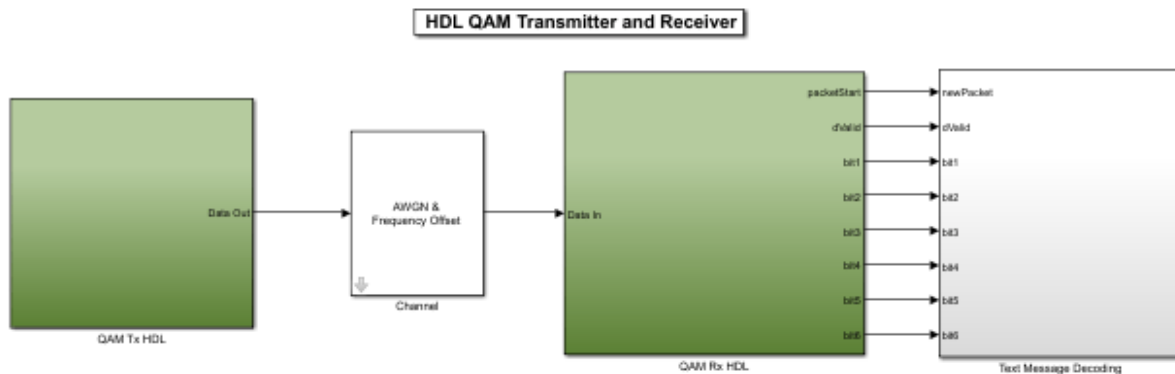 HDL QAM Transmitter and Receiver
Data Out
QAM Tx HDL
AWGN &
Frequency Offset
Channel
Data In
packetStart
dValid
bit1
bit2
bit3
bit4
bit5
bit6
QAM Rx HDL
newPacket
dValid
bit1
bit2
bit3
bit4
bit5
bit6
Text Message Decoding